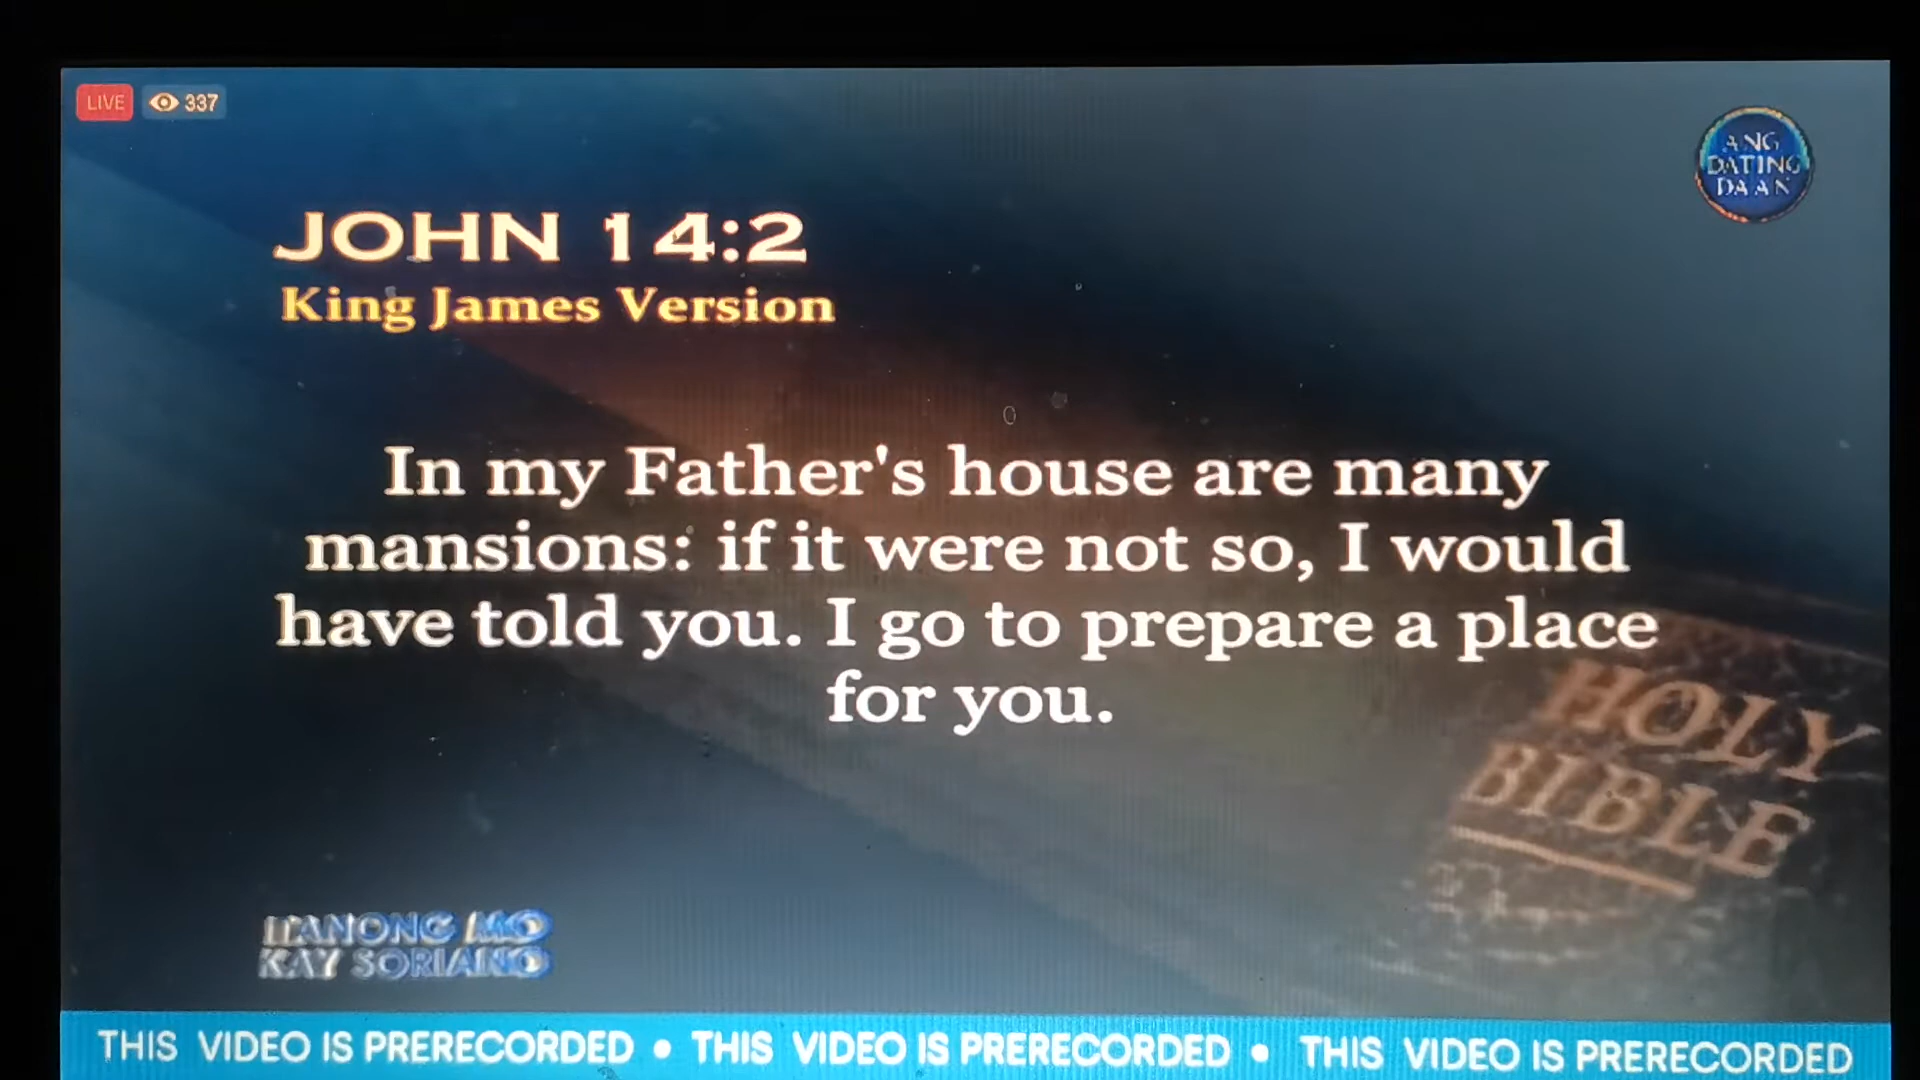 LIVE 337
ANG
DATING
DAAN
JOHN 14:2
King James Version
In my Father's house are many
mansions: if it were not so, I would
have told you. I go to prepare a place
for you.
HOLY
BIBLE
ITANONG MO
KAY SORIANO
THIS VIDEO IS PRERECORDED • THIS VIDEO IS PRERECORDED • THIS VIDEO IS PRERECORDED